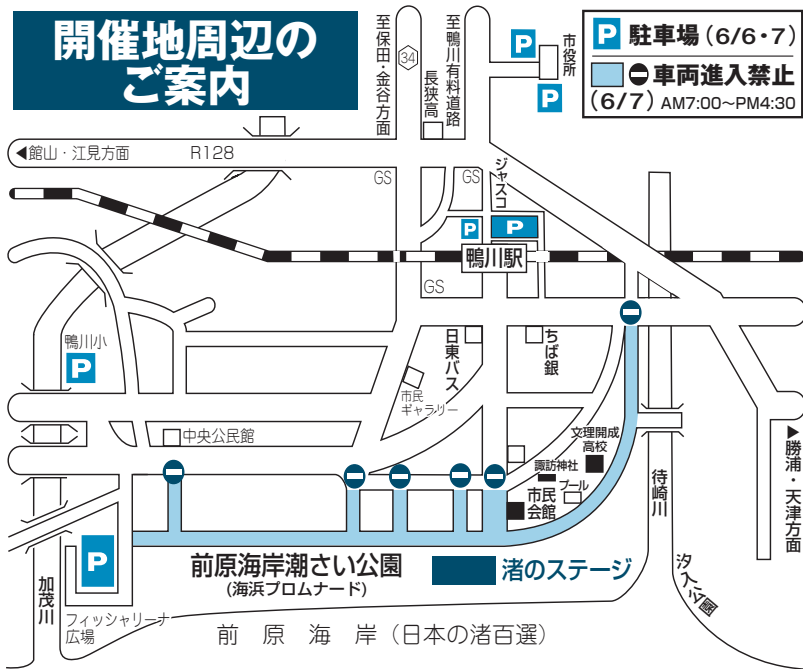 開催地周辺の
ご案内
P 駐車場(6/6・7)
車両進入禁止
(6/7) AM7:00〜PM4:30
至保田・金谷方面
34
長狭高
至鴨川有料道路
P
市役所
P
◀館山・江見方面
R128
GS
GS
ジャスコ
P
P
鴨川駅
GS
鴨川小
P
日東バス
ちば銀
市民
ギャラリー
中央公民館
文理開成
高校
諏訪神社
プール
市民
会館
待崎川
▶勝浦・天津方面
P
前原海岸潮さい公園
(海浜プロムナード)
渚のステージ
汐入公園
加茂川
フィッシャリーナ
広場
前原海岸(日本の渚百選)